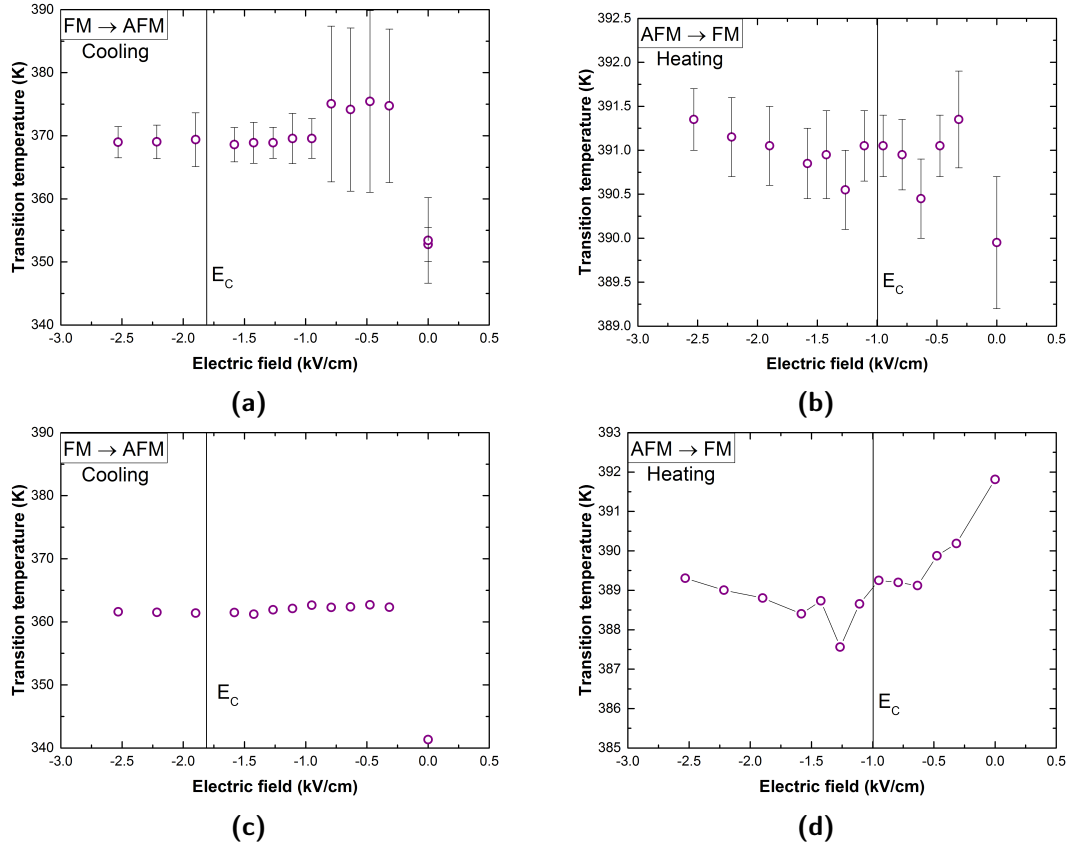 390
380
370
360
350
340
Transition temperature (K)
FM → AFM
Cooling
E_C
-3.0 -2.5 -2.0 -1.5 -1.0 -0.5 0.0 0.5
Electric field (kV/cm)
(a)
392.5
392.0
391.5
391.0
390.5
390.0
389.5
389.0
Transition temperature (K)
AFM → FM
Heating
E_C
-3.0 -2.5 -2.0 -1.5 -1.0 -0.5 0.0 0.5
Electric field (kV/cm)
(b)
390
380
370
360
350
340
Transition temperature (K)
FM → AFM
Cooling
E_C
-3.0 -2.5 -2.0 -1.5 -1.0 -0.5 0.0 0.5
Electric field (kV/cm)
(c)
393
392
391
390
389
388
387
386
385
Transition temperature (K)
AFM → FM
Heating
E_C
-3.0 -2.5 -2.0 -1.5 -1.0 -0.5 0.0 0.5
Electric field (kV/cm)
(d)